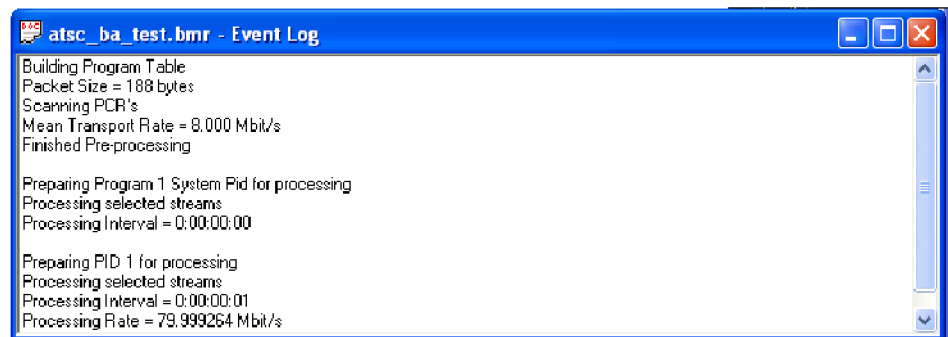 atsc_ba_test.bmr - Event Log
Building Program Table
Packet Size = 188 bytes
Scanning PCR's
Mean Transport Rate = 8.000 Mbit/s
Finished Pre-processing
Preparing Program 1 System Pid for processing
Processing selected streams
Processing Interval = 0:00:00:00
Preparing PID 1 for processing
Processing selected streams
Processing Interval = 0:00:00:01
Processing Rate = 79.999264 Mbit/s